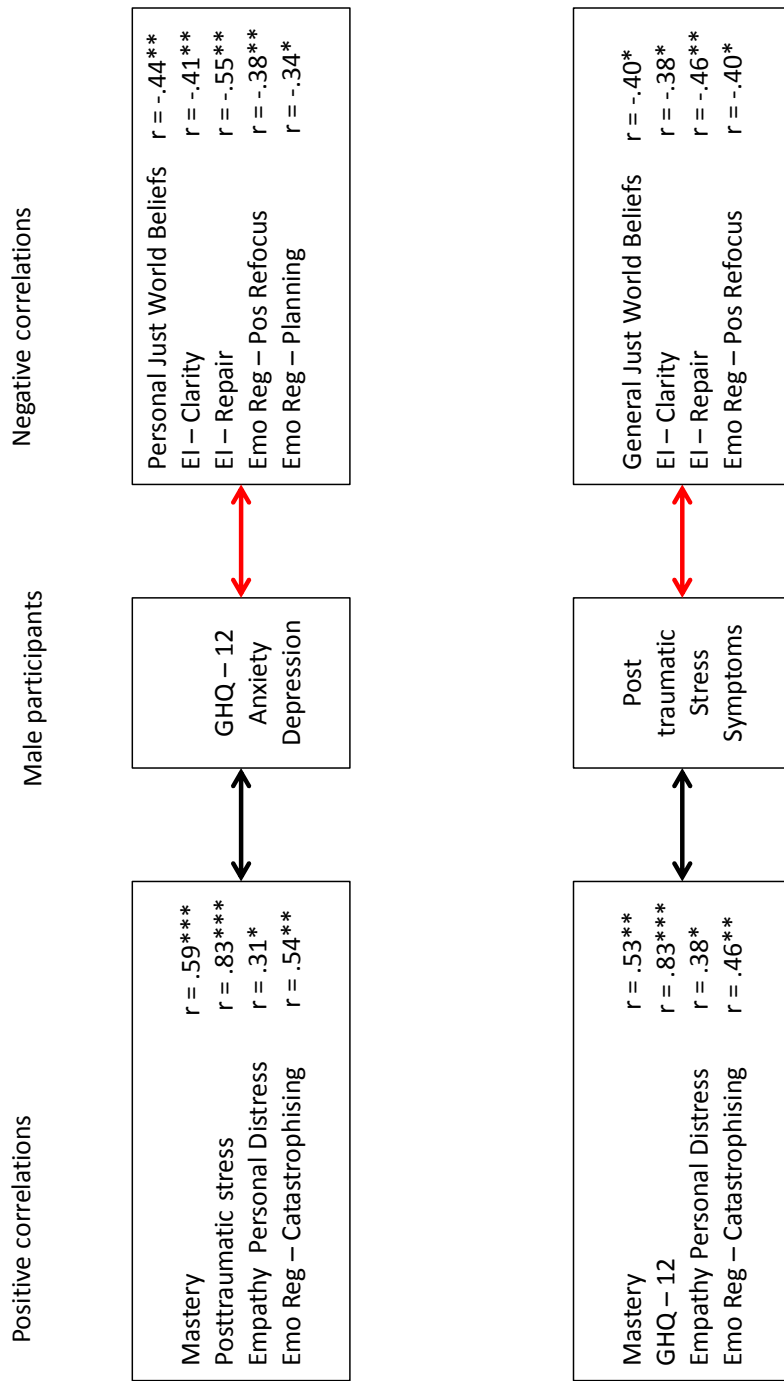 Positive correlations
Male participants
Negative correlations
Mastery r = .59***
Posttraumatic stress r = .83***
Empathy Personal Distress r = .31*
Emo Reg – Catastrophising r = .54**
GHQ – 12
Anxiety
Depression
Personal Just World Beliefs r = -.44**
EI – Clarity r = -.41**
EI – Repair r = -.55**
Emo Reg – Pos Refocus r = -.38**
Emo Reg – Planning r = -.34*
Mastery r = .53**
GHQ – 12 r = .83***
Empathy Personal Distress r = .38*
Emo Reg – Catastrophising r = .46**
Post
traumatic
Stress
Symptoms
General Just World Beliefs r = -.40*
EI – Clarity r = -.38*
EI – Repair r = -.46**
Emo Reg – Pos Refocus r = -.40*